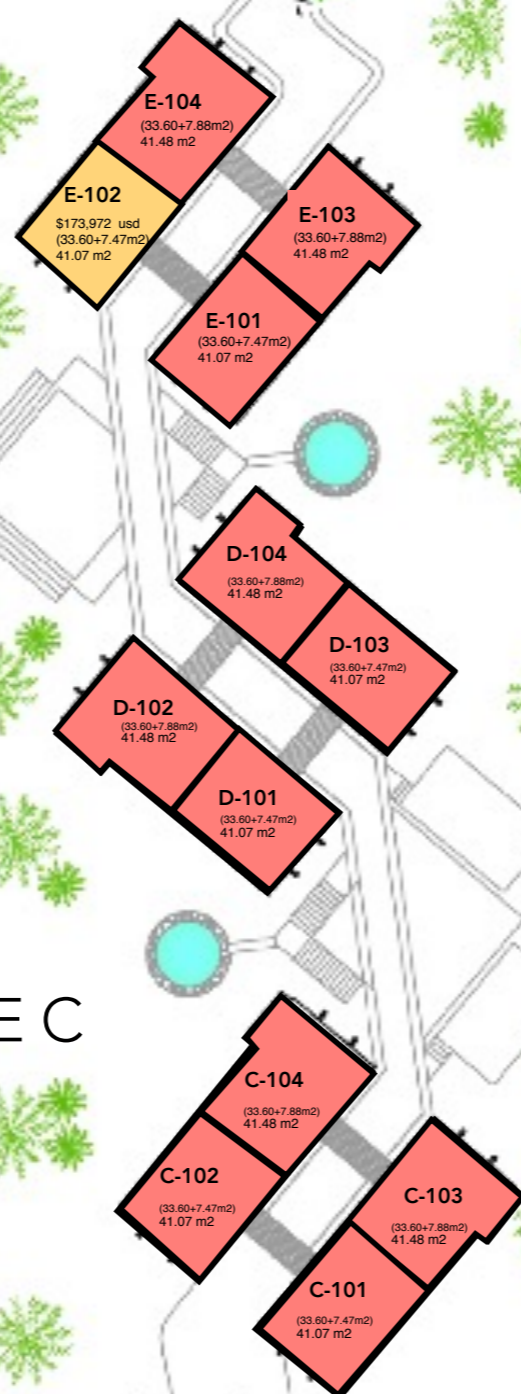 E-104
(33.60+7.88m2)
41.48 m2
E-102
$173,972 usd
(33.60+7.47m2)
41.07 m2
E-103
(33.60+7.88m2)
41.48 m2
E-101
(33.60+7.47m2)
41.07 m2
D-104
(33.60+7.88m2)
41.48 m2
D-103
(33.60+7.47m2)
41.07 m2
D-102
(33.60+7.88m2)
41.48 m2
D-101
(33.60+7.47m2)
41.07 m2
E C
C-104
(33.60+7.88m2)
41.48 m2
C-102
(33.60+7.47m2)
41.07 m2
C-103
(33.60+7.88m2)
41.48 m2
C-101
(33.60+7.47m2)
41.07 m2